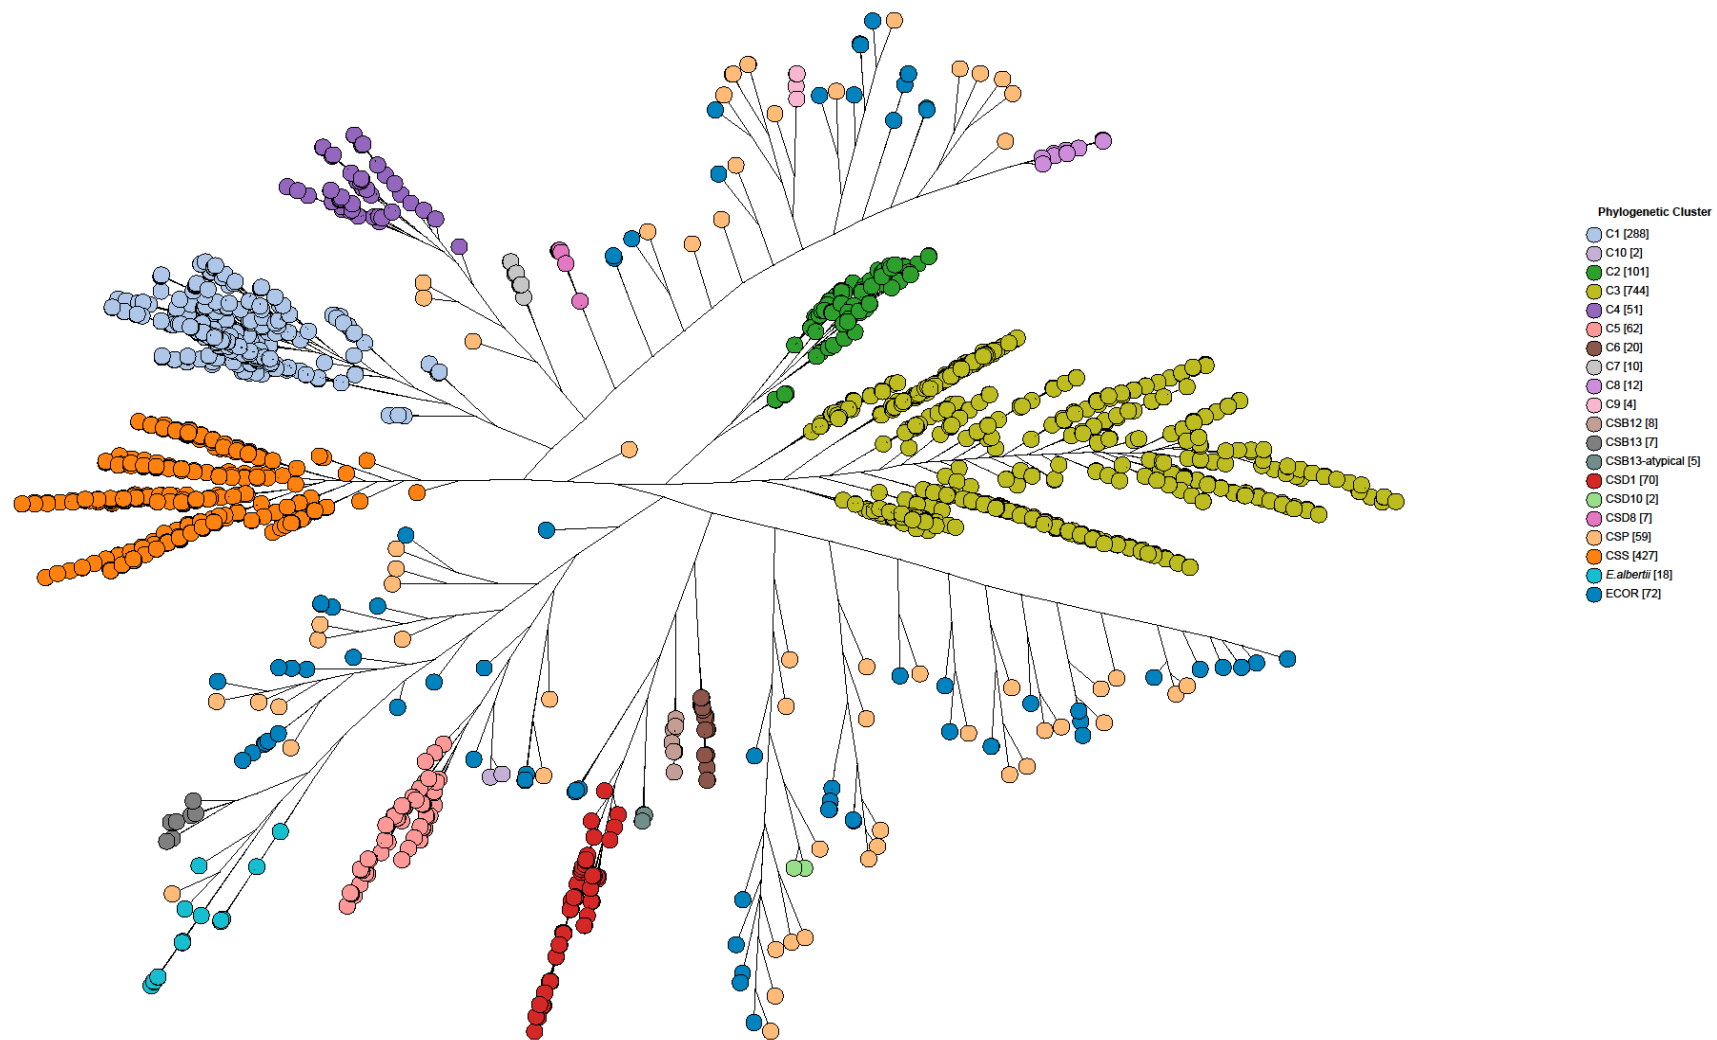 Phylogenetic Cluster
C1 [288]
C10 [2]
C2 [101]
C3 [744]
C4 [51]
C5 [62]
C6 [20]
C7 [10]
C8 [12]
C9 [4]
CSB12 [8]
CSB13 [7]
CSB13-atypical [5]
CSD1 [70]
CSD10 [2]
CSD8 [7]
CSP [59]
CSS [427]
E.albertii [18]
ECOR [72]